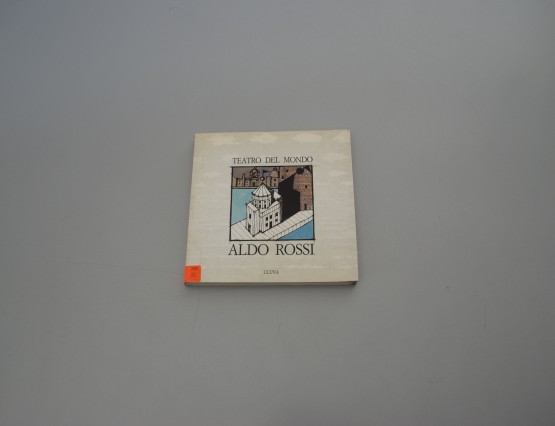 TEATRO DEL MONDO
ALDO ROSSI
CLUVA